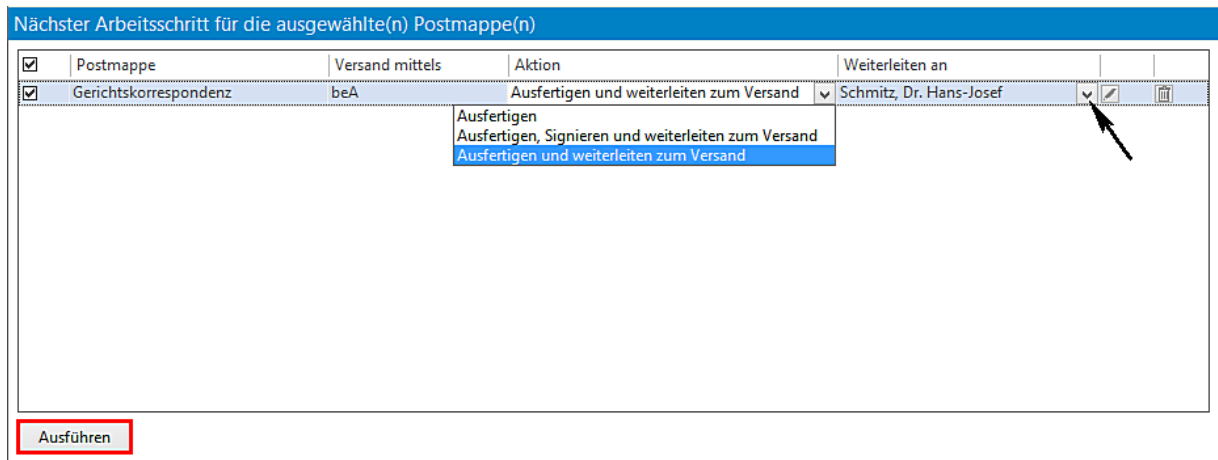 Nächster Arbeitsschritt für die ausgewählte(n) Postmappe(n)
Postmappe Versand mittels Aktion Weiterleiten an
Gerichtskorrespondenz beA Ausfertigen und weiterleiten zum Versand Schmitz, Dr. Hans-Josef
Ausfertigen
Ausfertigen, Signieren und weiterleiten zum Versand
Ausfertigen und weiterleiten zum Versand
Ausführen